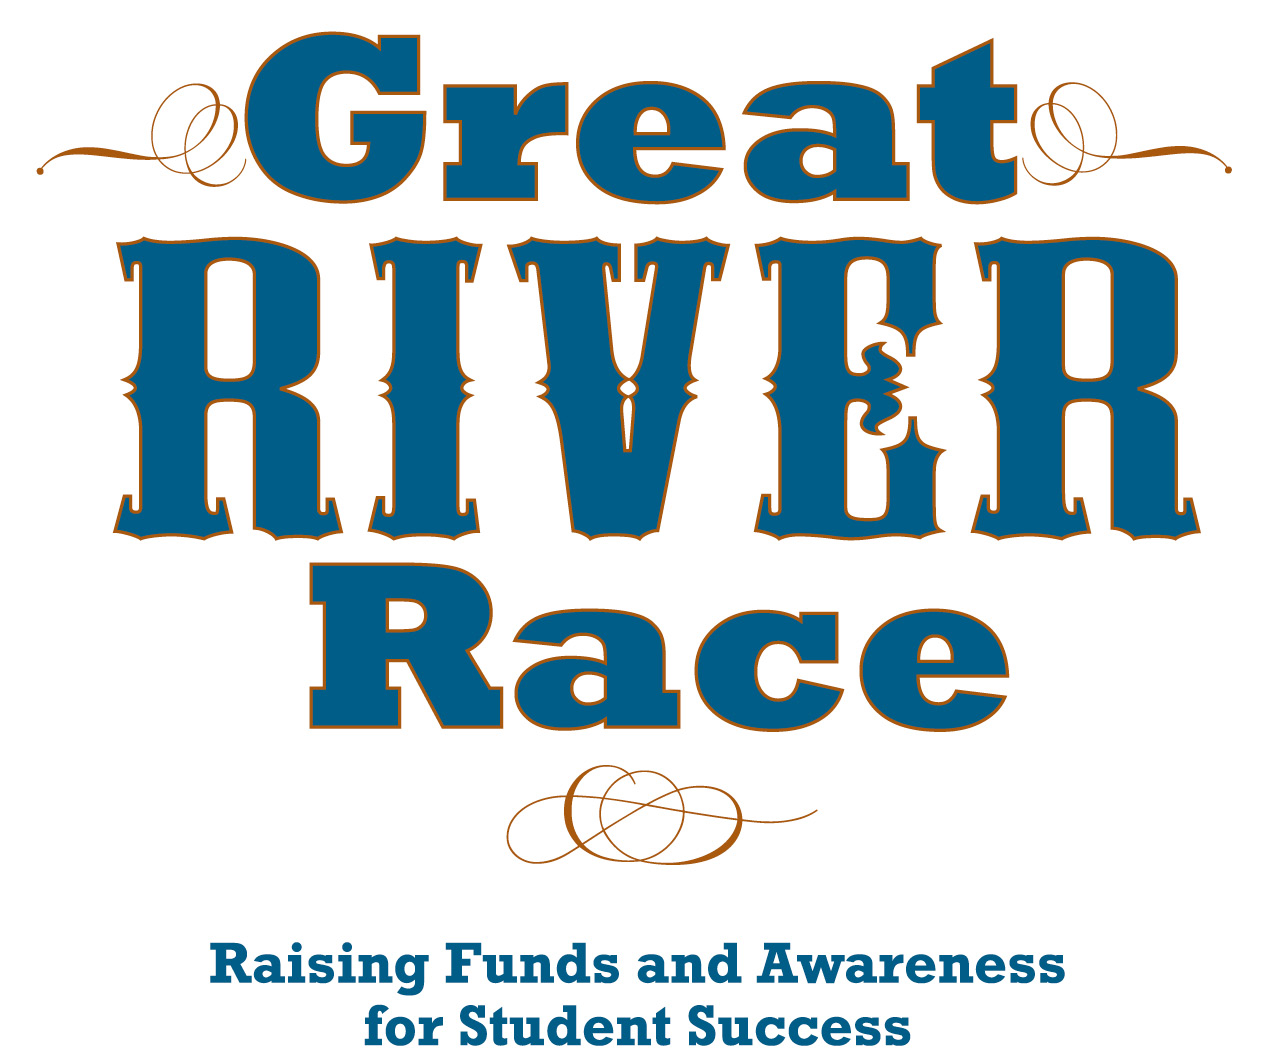 Great
RIVER
Race
Raising Funds and Awareness
for Student Success